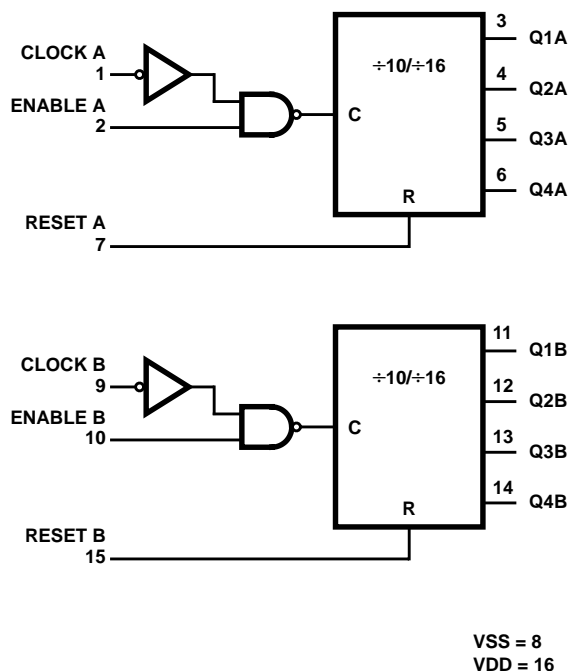 CLOCK A
1
ENABLE A
2
RESET A
7
÷10/÷16
C
R
3
Q1A
4
Q2A
5
Q3A
6
Q4A
CLOCK B
9
ENABLE B
10
RESET B
15
÷10/÷16
C
R
11
Q1B
12
Q2B
13
Q3B
14
Q4B
VSS = 8
VDD = 16